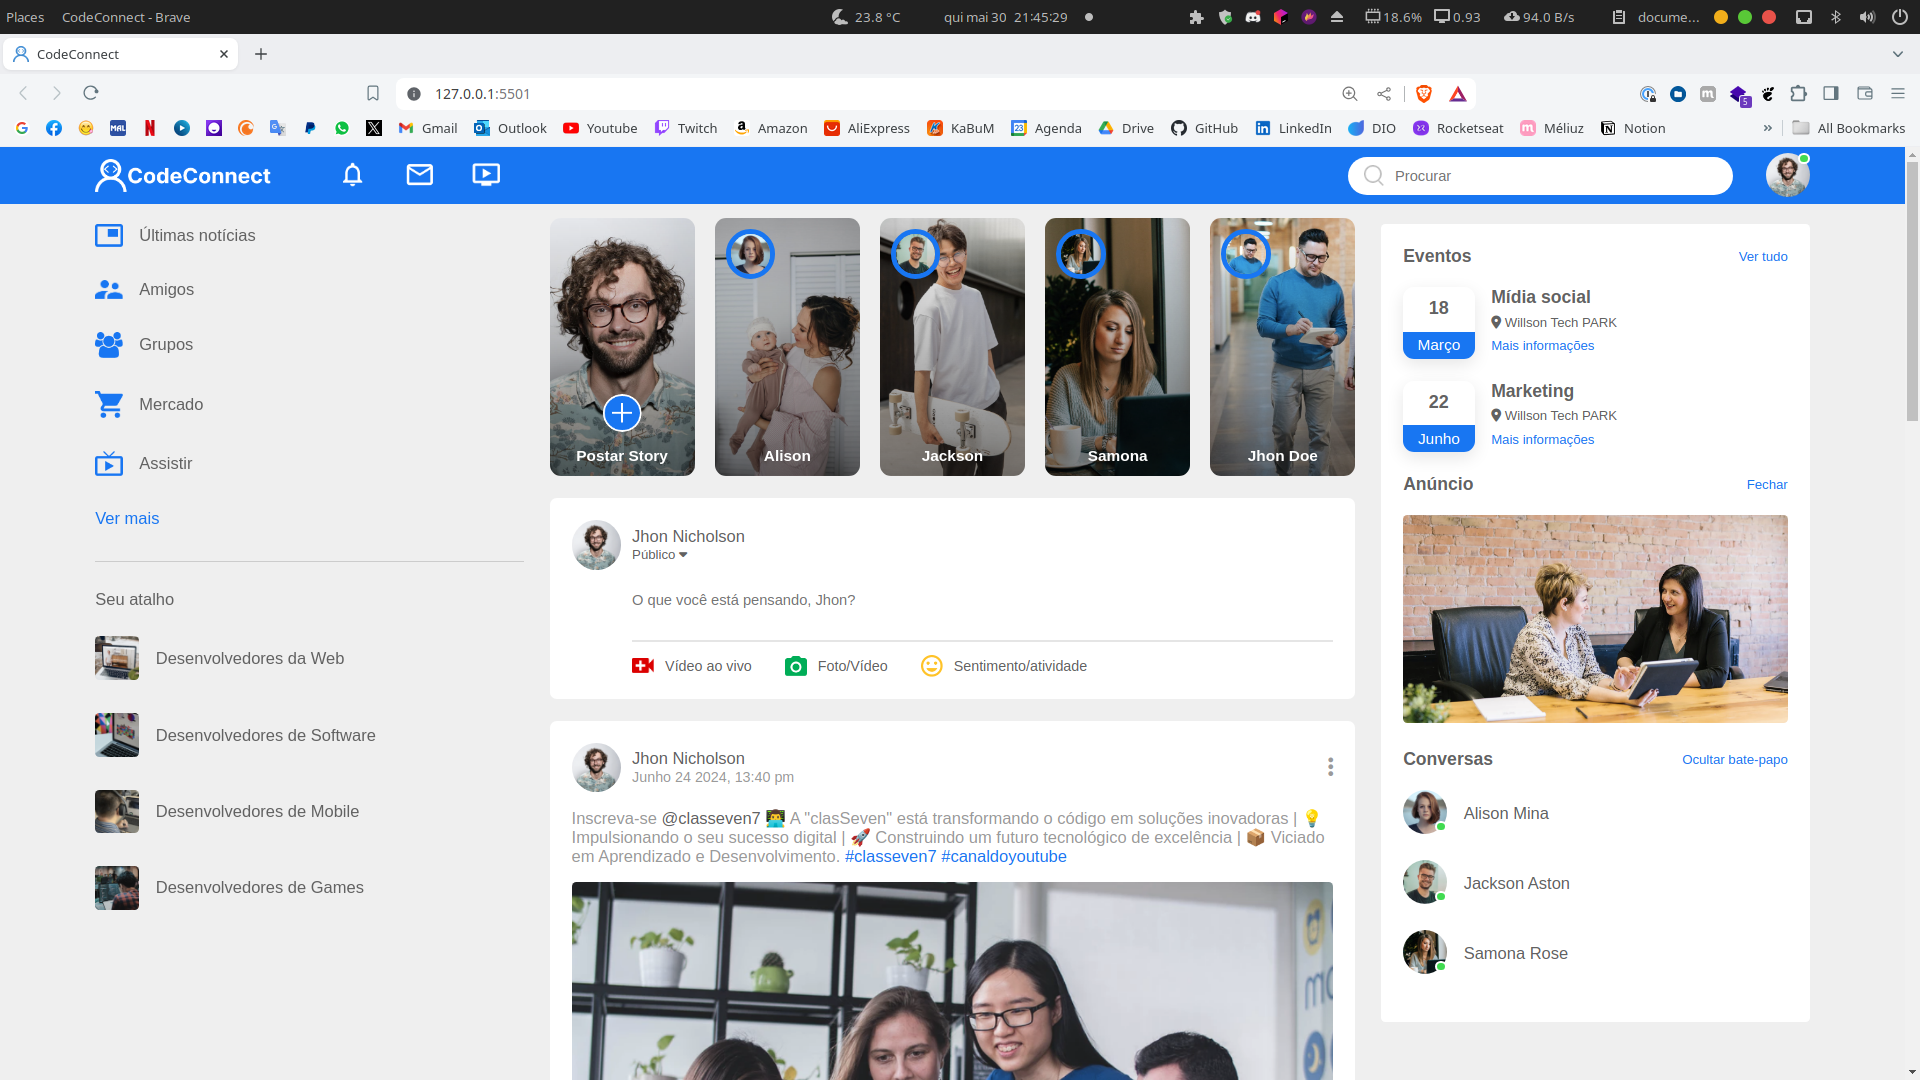 Places CodeConnect - Brave 23.8 °C qui mai 30 21:45:29 18.6% 0.93 94.0 B/s docume...
CodeConnect
127.0.0.1:5501
Gmail Outlook Youtube Twitch Amazon AliExpress KaBuM Agenda Drive GitHub LinkedIn DIO Rocketseat Méliuz Notion » All Bookmarks
CodeConnect Procurar
Últimas notícias
Amigos
Grupos
Mercado
Assistir
Ver mais
Seu atalho
Desenvolvedores da Web
Desenvolvedores de Software
Desenvolvedores de Mobile
Desenvolvedores de Games
Postar Story Alison Jackson Samona Jhon Doe
Jhon Nicholson
Público
O que você está pensando, Jhon?
Vídeo ao vivo Foto/Vídeo Sentimento/atividade
Jhon Nicholson
Junho 24 2024, 13:40 pm
Inscreva-se @classeven7 👨‍💻 A "clasSeven" está transformando o código em soluções inovadoras | 💡
Impulsionando o seu sucesso digital | 🚀 Construindo um futuro tecnológico de excelência | 📦 Viciado
em Aprendizado e Desenvolvimento. #classeven7 #canaldoyoutube
Eventos Ver tudo
18
Março
Mídia social
Willson Tech PARK
Mais informações
22
Junho
Marketing
Willson Tech PARK
Mais informações
Anúncio Fechar
Conversas Ocultar bate-papo
Alison Mina
Jackson Aston
Samona Rose